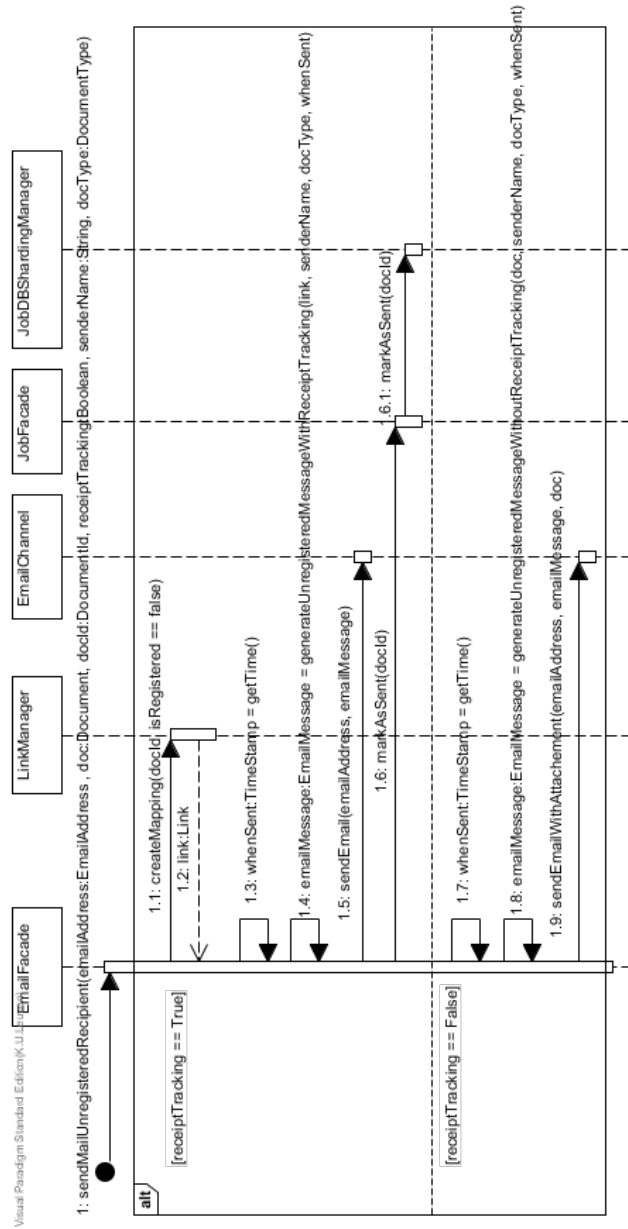 Visual Paradigm Standard Edition(K.U.
EmailFacade
LinkManager
EmailChannel
JobFacade
JobDBShardingManager
1: sendMailUnregisteredRecipient(emailAddress:EmailAddress , doc:Document, docId:DocumentId, receiptTracking:Boolean, senderName:String, docType:DocumentType)
alt
[receiptTracking == True]
1.1: createMapping(docId, isRegistered == false)
1.2: link:Link
1.3: whenSent:TimeStamp = getTime()
1.4: emailMessage:EmailMessage = generateUnregisteredMessageWithReceiptTracking(link, senderName, docType, whenSent)
1.5: sendEmail(emailAddress, emailMessage)
1.6: markAsSent(docId)
1.6.1: markAsSent(docId)
[receiptTracking == False]
1.7: whenSent:TimeStamp = getTime()
1.8: emailMessage:EmailMessage = generateUnregisteredMessageWithoutReceiptTracking(doc, senderName, docType, whenSent)
1.9: sendEmailWithAttachement(emailAddress, emailMessage, doc)